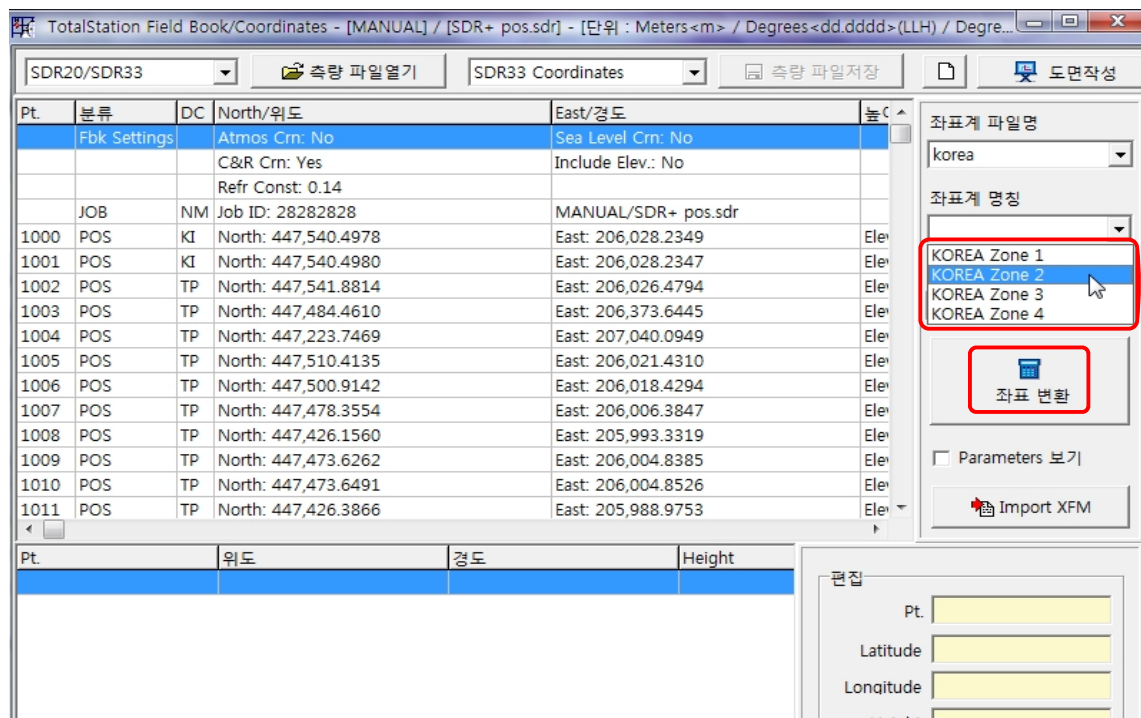 TotalStation Field Book/Coordinates - [MANUAL] / [SDR+ pos.sdr] - [단위 : Meters<m> / Degrees<dd.dddd>(LLH) / Degre...
SDR20/SDR33 측량 파일열기 SDR33 Coordinates 측량 파일저장 도면작성
Pt. 분류 DC North/위도 East/경도
Fbk Settings Atmos Crn: No Sea Level Crn: No
C&R Crn: Yes Include Elev.: No
Refr Const: 0.14
JOB NM Job ID: 28282828 MANUAL/SDR+ pos.sdr
1000 POS KI North: 447,540.4978 East: 206,028.2349
1001 POS KI North: 447,540.4980 East: 206,028.2347
1002 POS TP North: 447,541.8814 East: 206,026.4794
1003 POS TP North: 447,484.4610 East: 206,373.6445
1004 POS TP North: 447,223.7469 East: 207,040.0949
1005 POS TP North: 447,510.4135 East: 206,021.4310
1006 POS TP North: 447,500.9142 East: 206,018.4294
1007 POS TP North: 447,478.3554 East: 206,006.3847
1008 POS TP North: 447,426.1560 East: 205,993.3319
1009 POS TP North: 447,473.6262 East: 206,004.8385
1010 POS TP North: 447,473.6491 East: 206,004.8526
1011 POS TP North: 447,426.3866 East: 205,988.9753
좌표계 파일명
korea
좌표계 명칭
KOREA Zone 1
KOREA Zone 2
KOREA Zone 3
KOREA Zone 4
좌표 변환
Parameters 보기
Import XFM
Pt. 위도 경도 Height
편집
Pt.
Latitude
Longitude